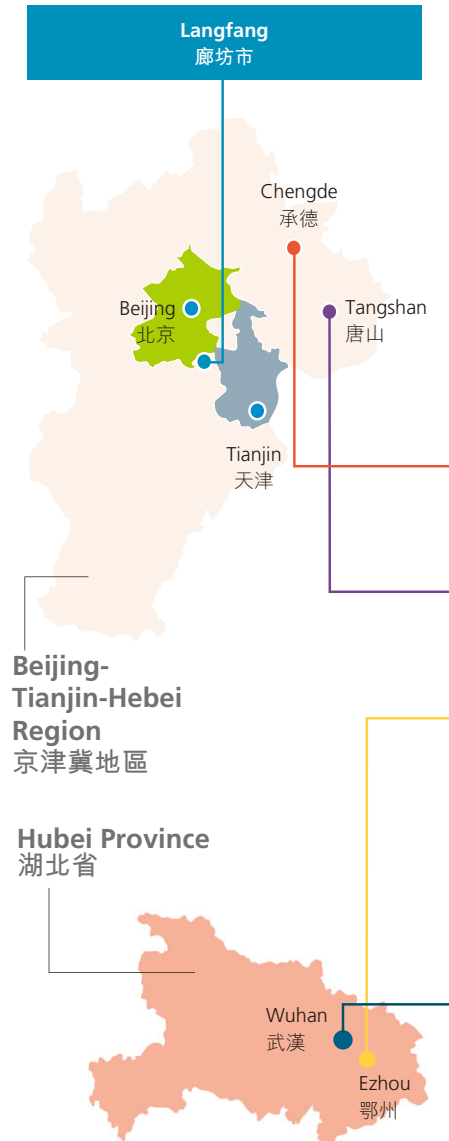 Langfang
廊坊市
Chengde
承德
Beijing
北京
Tangshan
唐山
Tianjin
天津
Beijing-
Tianjin-Hebei
Region
京津冀地區
Hubei Province
湖北省
Wuhan
武漢
Ezhou
鄂州